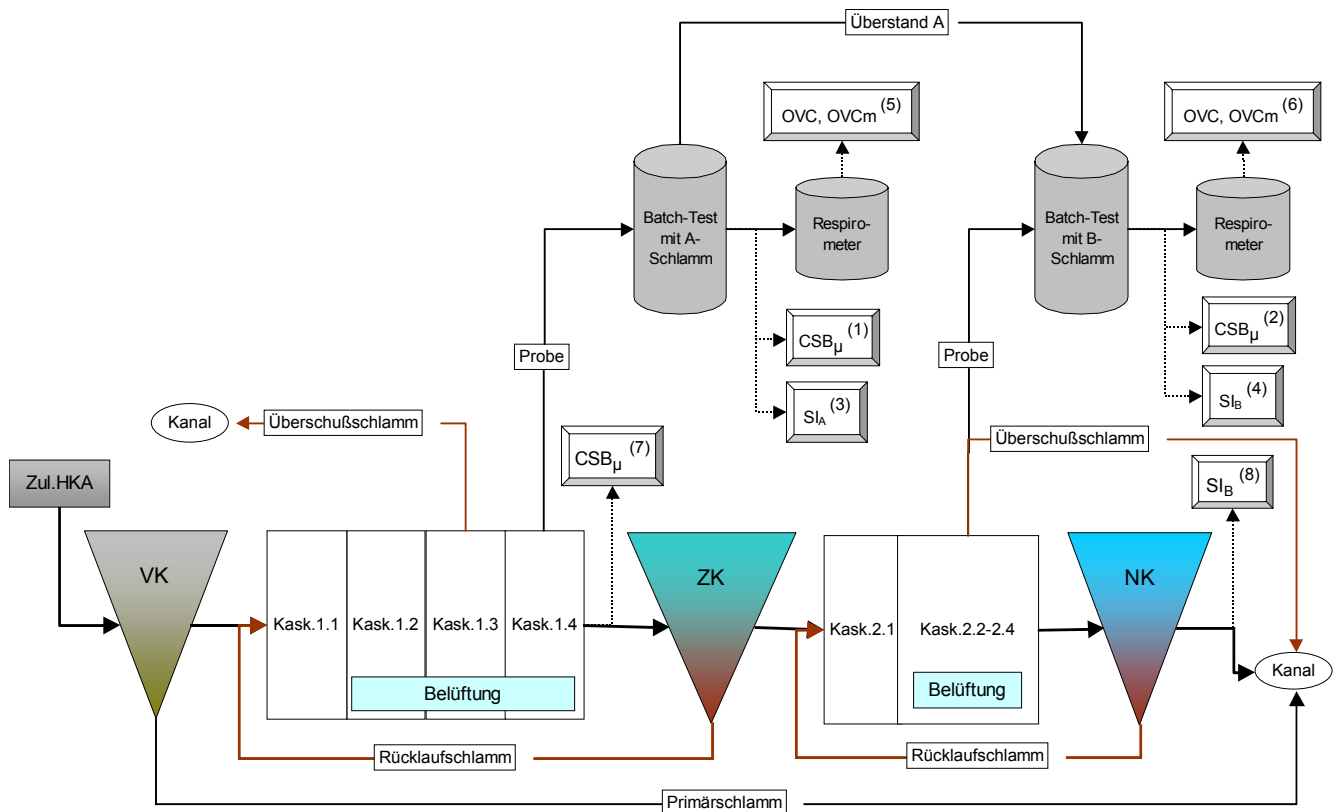 Überstand A
OVC, OVCm (5)
OVC, OVCm (6)
Batch-Test
mit A-
Schlamm
Respiro-
meter
Batch-Test
mit B-
Schlamm
Respiro-
meter
CSBµ (1)
CSBµ (2)
Probe
Probe
SIA (3)
SIB (4)
Kanal
Überschußschlamm
Überschußschlamm
CSBµ (7)
SIB (8)
Zul.HKA
VK
ZK
NK
Kask.1.1
Kask.1.2
Kask.1.3
Kask.1.4
Kask.2.1
Kask.2.2-2.4
Kanal
Belüftung
Belüftung
Rücklaufschlamm
Rücklaufschlamm
Primärschlamm